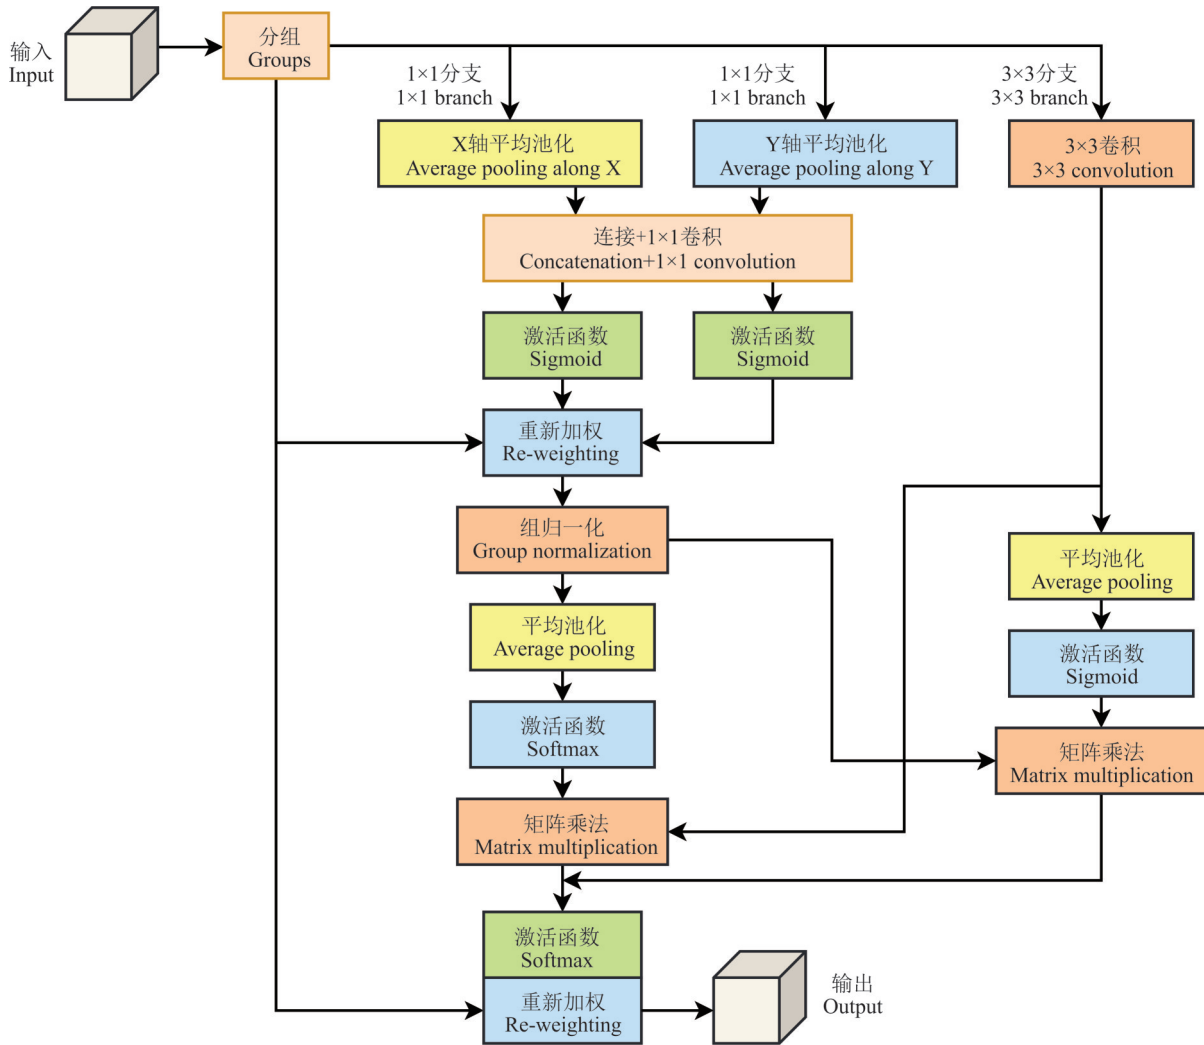 输入
Input
分组
Groups
1×1分支
1×1 branch
1×1分支
1×1 branch
3×3分支
3×3 branch
X轴平均池化
Average pooling along X
Y轴平均池化
Average pooling along Y
3×3卷积
3×3 convolution
连接+1×1卷积
Concatenation+1×1 convolution
激活函数
Sigmoid
激活函数
Sigmoid
重新加权
Re-weighting
组归一化
Group normalization
平均池化
Average pooling
平均池化
Average pooling
激活函数
Sigmoid
激活函数
Softmax
矩阵乘法
Matrix multiplication
矩阵乘法
Matrix multiplication
激活函数
Softmax
重新加权
Re-weighting
输出
Output